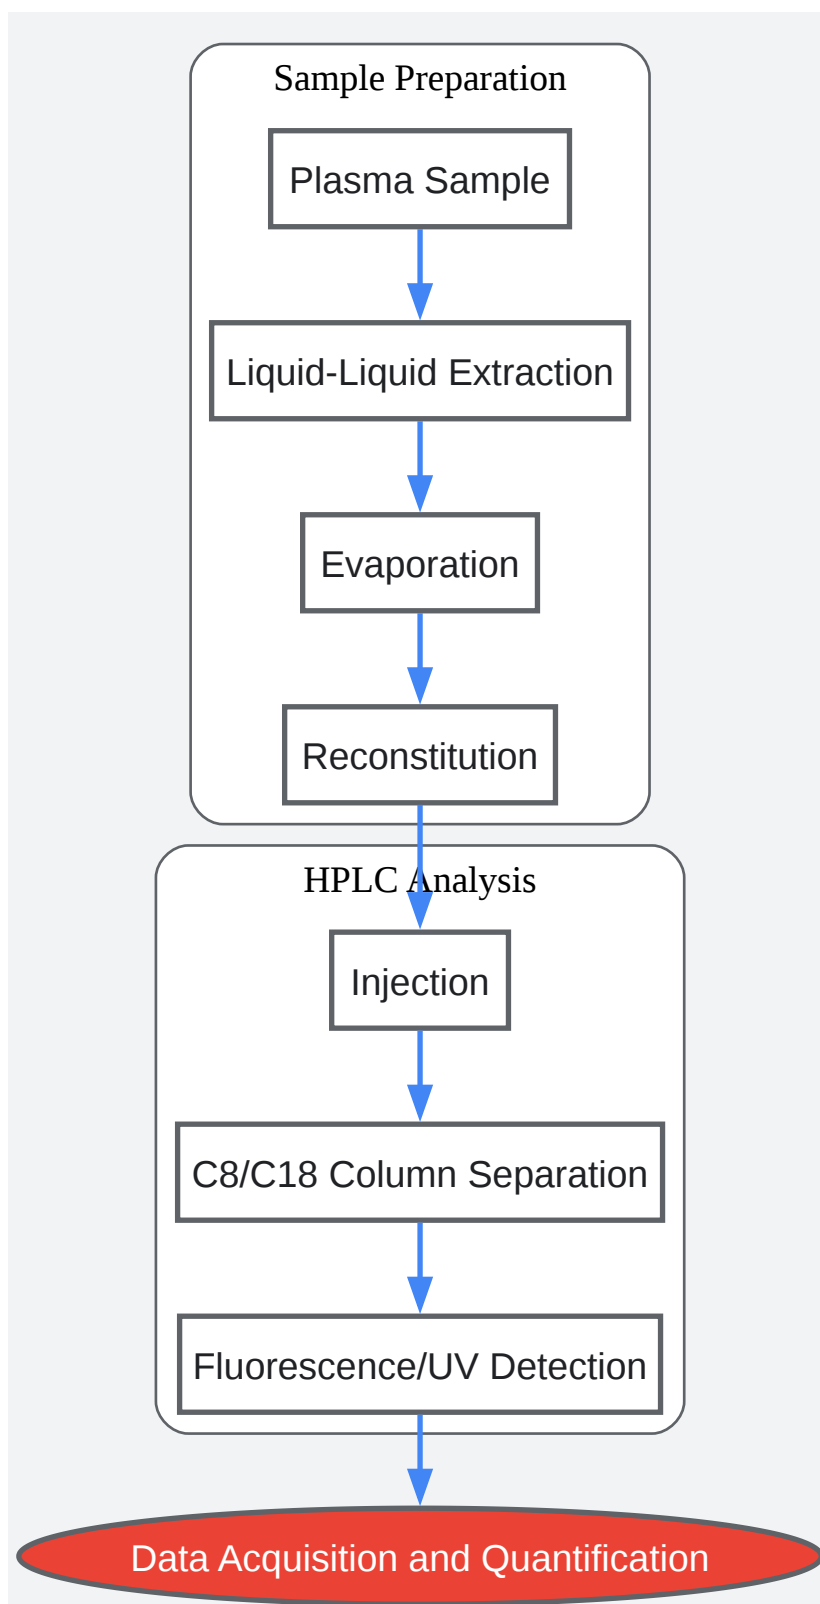 Sample Preparation
Plasma Sample
Liquid-Liquid Extraction
Evaporation
Reconstitution
HPLC Analysis
Injection
C8/C18 Column Separation
Fluorescence/UV Detection
Data Acquisition and Quantification